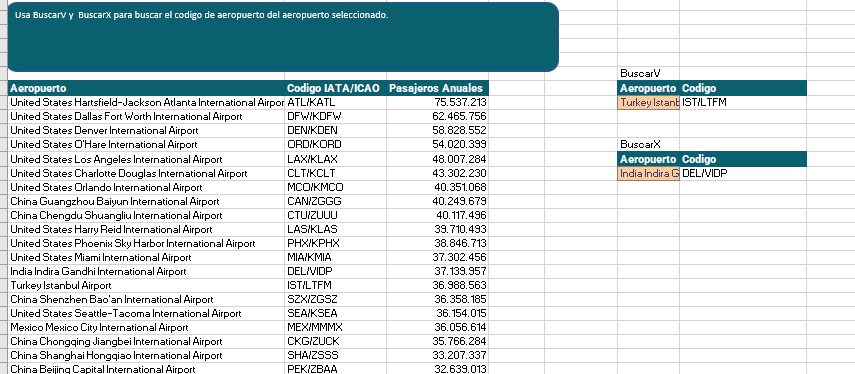 Usa BuscarV y BuscarX para buscar el codigo de aeropuerto del aeropuerto seleccionado.
BuscarV
Aeropuerto Codigo IATA/ICAO Pasajeros Anuales Aeropuerto Codigo
United States Hartsfield-Jackson Atlanta International Airpor ATL/KATL 75.537.213 Turkey Istanb IST/LTFM
United States Dallas Fort Worth International Airport DFW/KDFW 62.465.756
United States Denver International Airport DEN/KDEN 58.828.552
United States O'Hare International Airport ORD/KORD 54.020.399 BuscarX
United States Los Angeles International Airport LAX/KLAX 48.007.284 Aeropuerto Codigo
United States Charlotte Douglas International Airport CLT/KCLT 43.302.230 India Indira G DEL/VIDP
United States Orlando International Airport MCO/KMCO 40.351.068
China Guangzhou Baiyun International Airport CAN/ZGGG 40.249.679
China Chengdu Shuangliu International Airport CTU/ZUUU 40.117.496
United States Harry Reid International Airport LAS/KLAS 39.710.493
United States Phoenix Sky Harbor International Airport PHX/KPHX 38.846.713
United States Miami International Airport MIA/KMIA 37.302.456
India Indira Gandhi International Airport DEL/VIDP 37.139.957
Turkey Istanbul Airport IST/LTFM 36.988.563
China Shenzhen Bao'an International Airport SZX/ZGSZ 36.358.185
United States Seattle-Tacoma International Airport SEA/KSEA 36.154.015
Mexico Mexico City International Airport MEX/MMMX 36.056.614
China Chongqing Jiangbei International Airport CKG/ZUCK 35.766.284
China Shanghai Hongqiao International Airport SHA/ZSSS 33.207.337
China Beijing Capital International Airport PEK/ZBAA 32.639.013